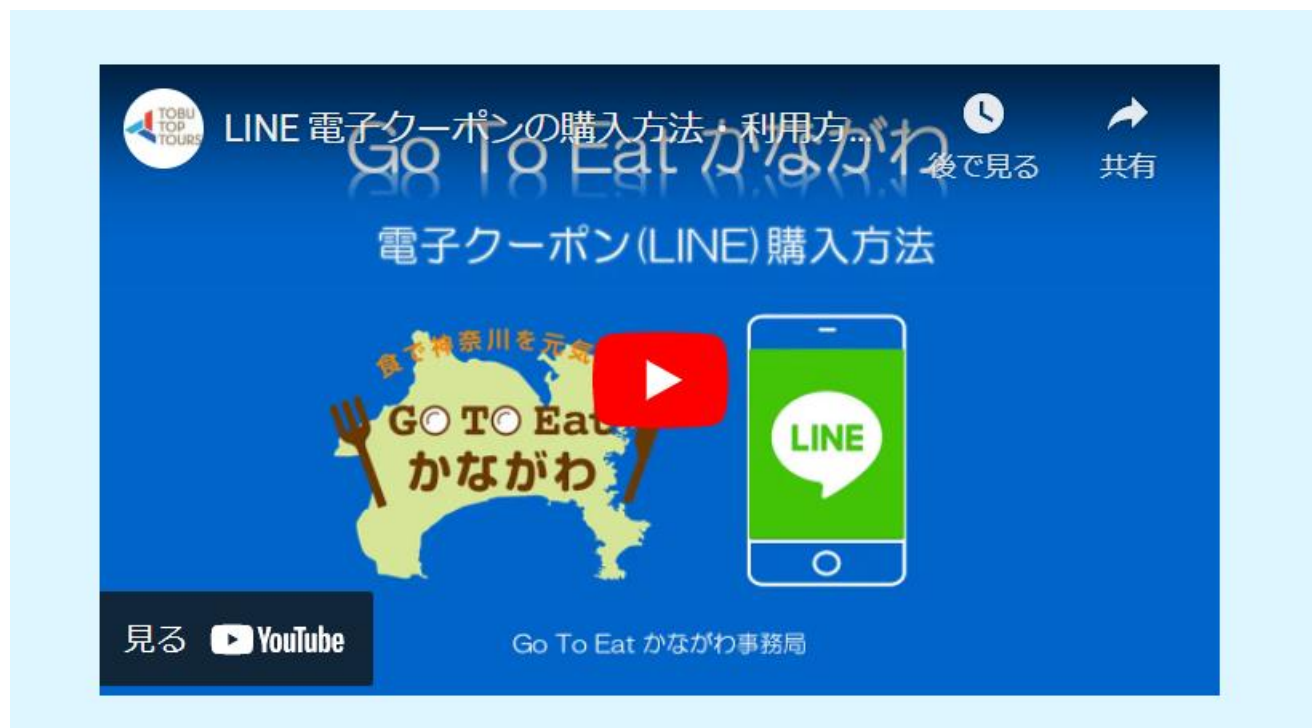 TOBU
TOP
TOURS
LINE 電子クーポンの購入方法・利用方...
後で見る
共有
Go To Eat かながわ
電子クーポン(LINE)購入方法
食で神奈川を元気
GO TO Eat
かながわ
LINE
見る YouTube
Go To Eat かながわ事務局